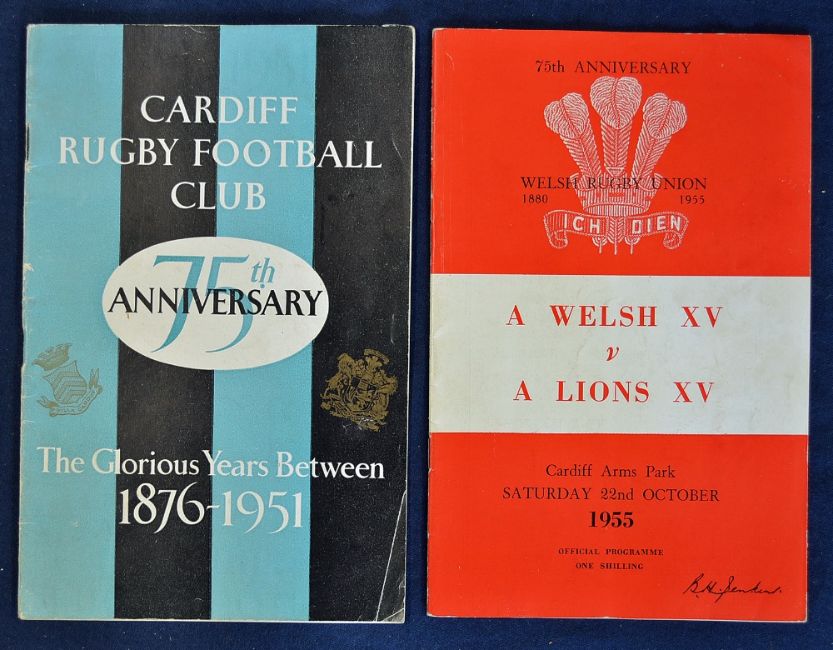 CARDIFF
RUGBY FOOTBALL
CLUB
75th
ANNIVERSARY
The Glorious Years Between
1876-1951
75th ANNIVERSARY
WELSH RUGBY UNION
1880 1955
ICH DIEN
A WELSH XV
v
A LIONS XV
Cardiff Arms Park
SATURDAY 22nd OCTOBER
1955
OFFICIAL PROGRAMME
ONE SHILLING